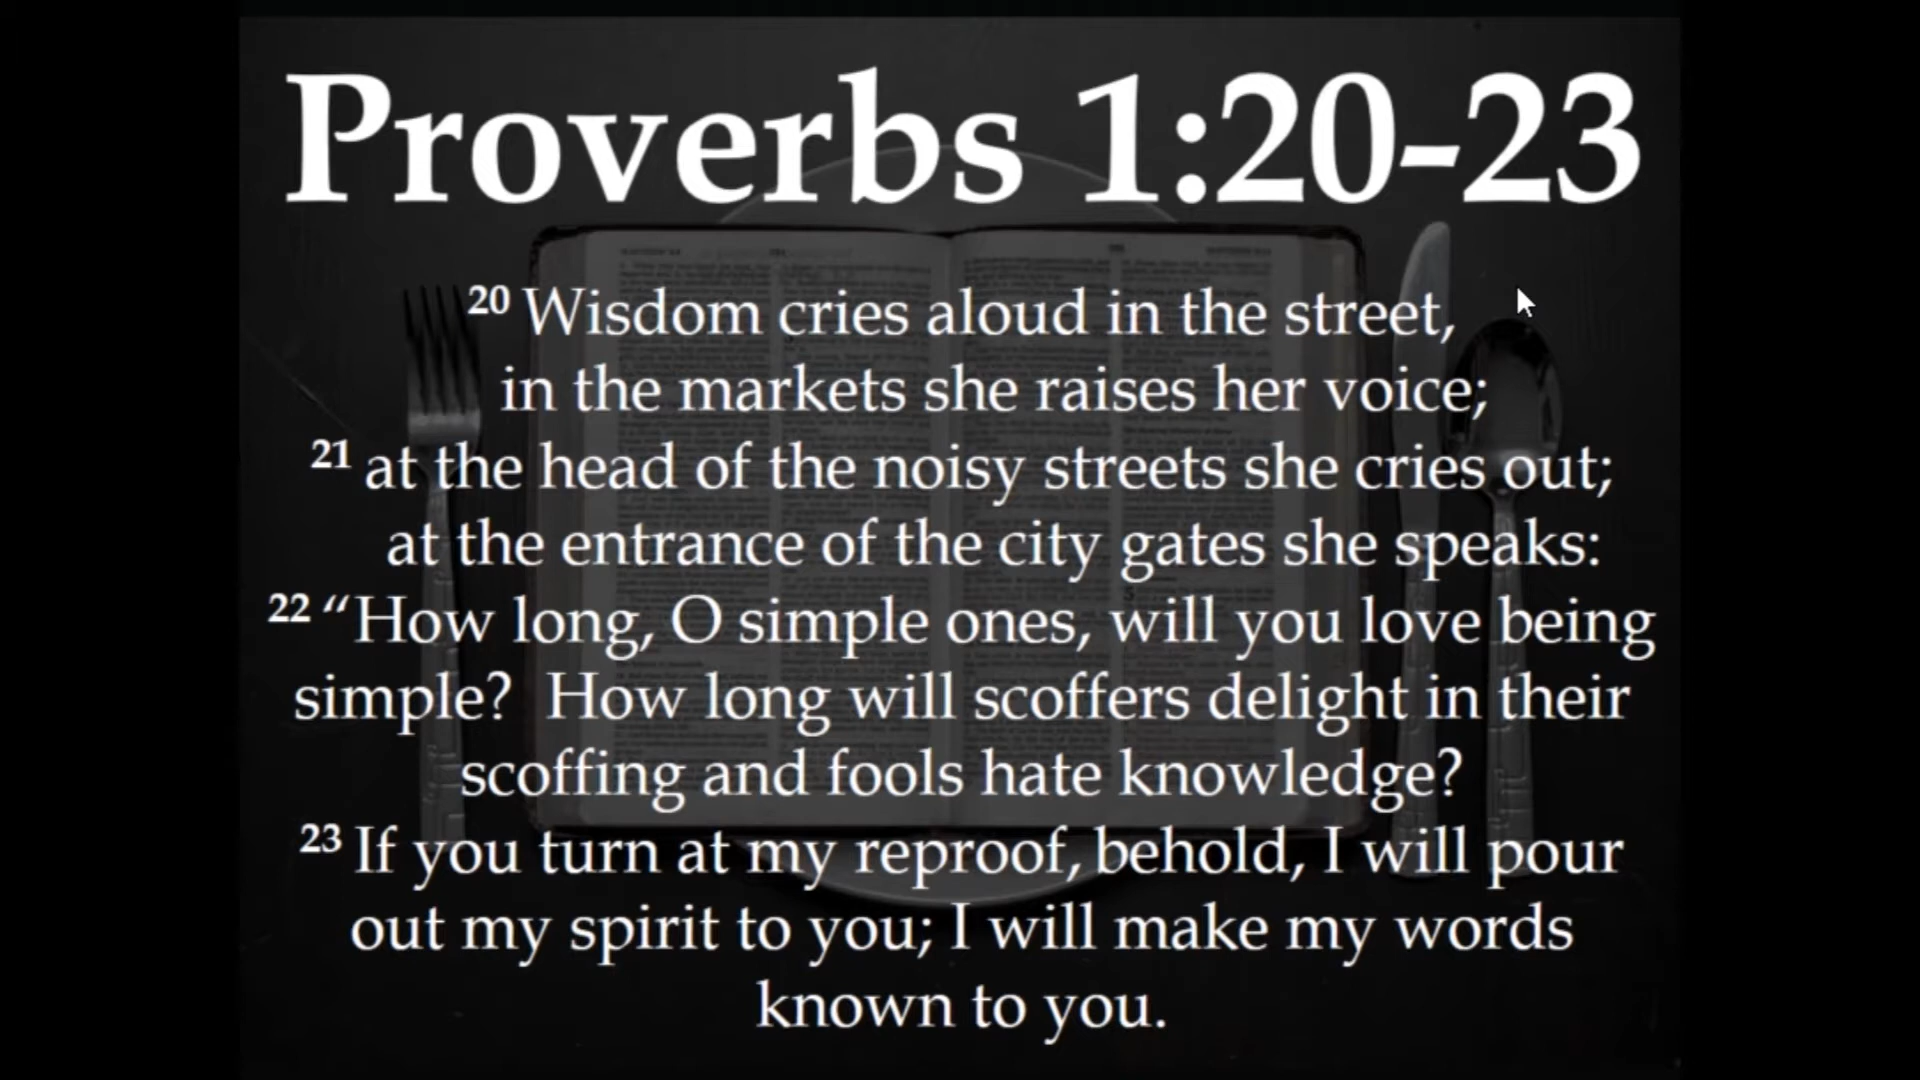 Proverbs 1:20-23
20 Wisdom cries aloud in the street,
in the markets she raises her voice;
21 at the head of the noisy streets she cries out;
at the entrance of the city gates she speaks:
22 “How long, O simple ones, will you love being
simple?  How long will scoffers delight in their
scoffing and fools hate knowledge?
23 If you turn at my reproof, behold, I will pour
out my spirit to you; I will make my words
known to you.